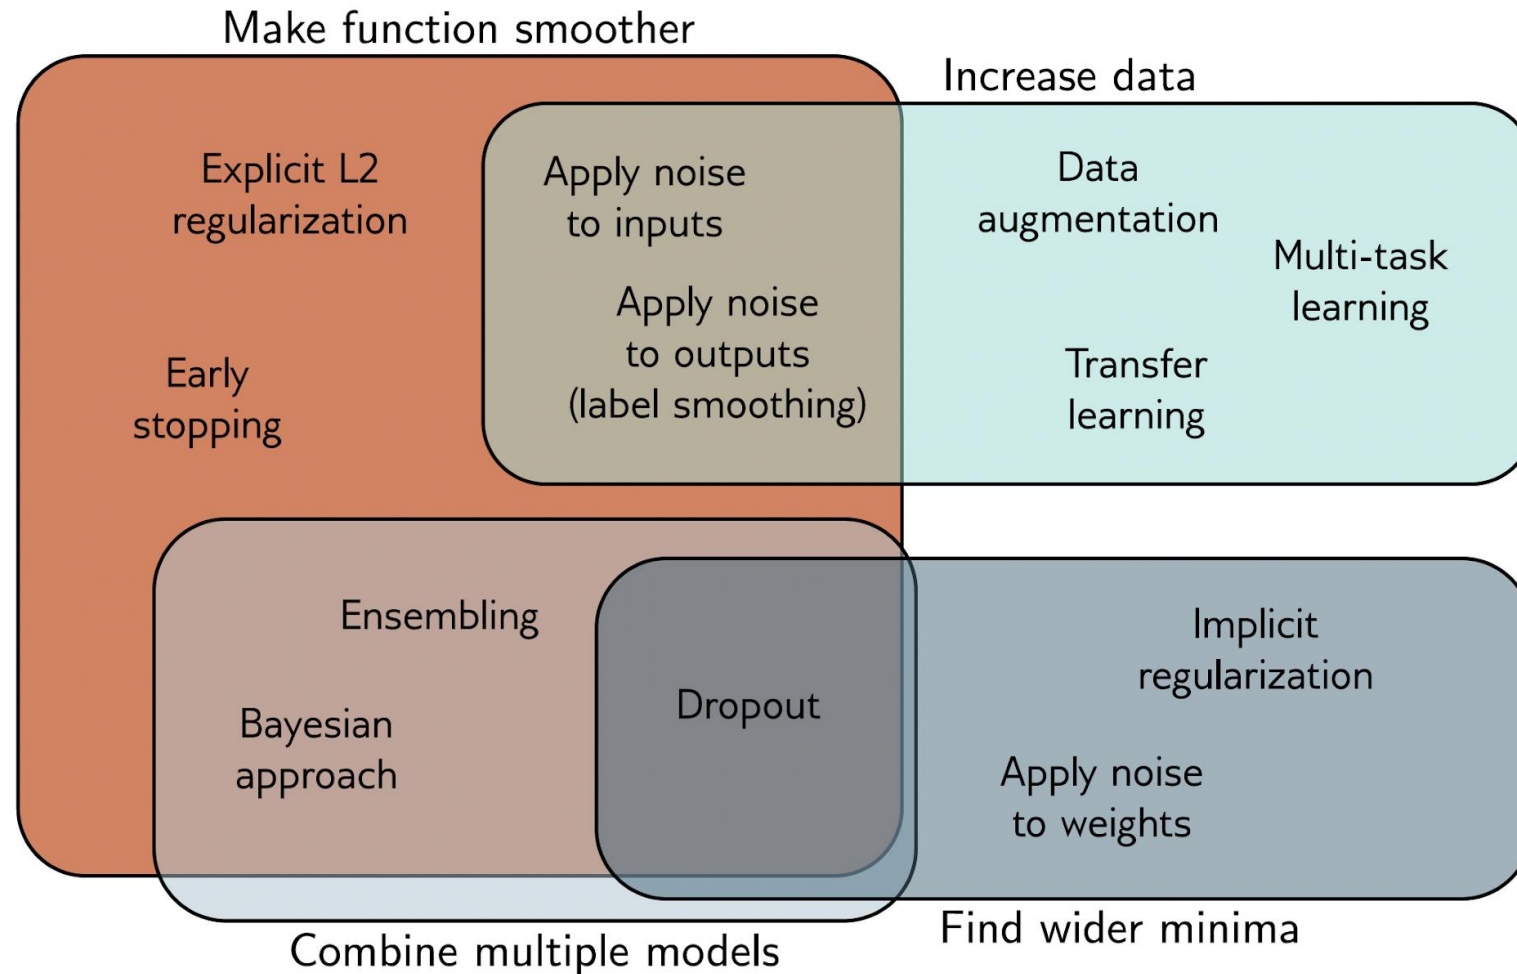 Make function smoother
Increase data
Explicit L2
regularization
Apply noise
to inputs
Data
augmentation
Multi-task
learning
Apply noise
to outputs
(label smoothing)
Early
stopping
Transfer
learning
Ensembling
Implicit
regularization
Dropout
Bayesian
approach
Apply noise
to weights
Find wider minima
Combine multiple models